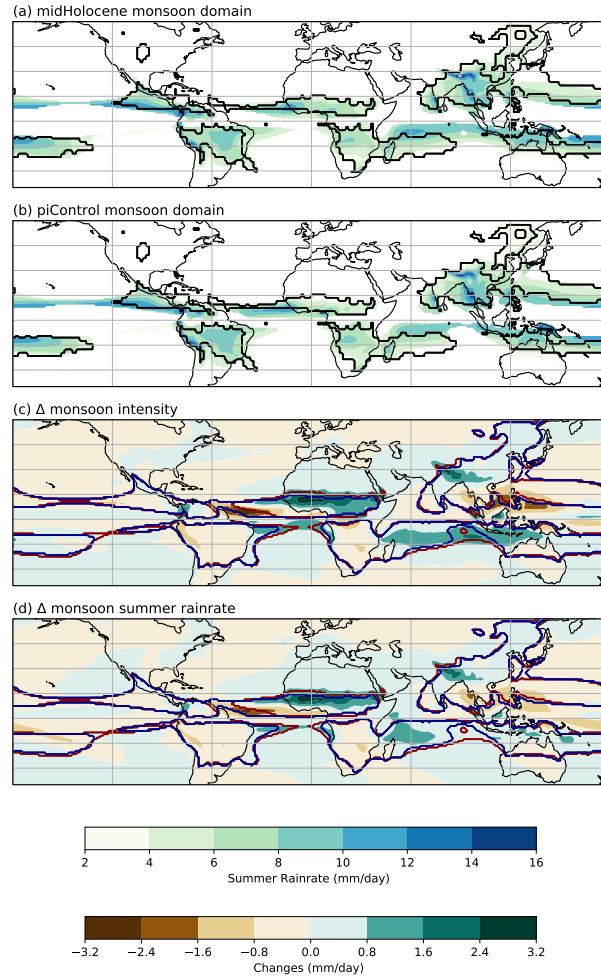 (a) midHolocene monsoon domain
(b) piControl monsoon domain
(c) Δ monsoon intensity
(d) Δ monsoon summer rainrate
2 4 6 8 10 12 14 16
Summer Rainrate (mm/day)
−3.2 −2.4 −1.6 −0.8 0.0 0.8 1.6 2.4 3.2
Changes (mm/day)